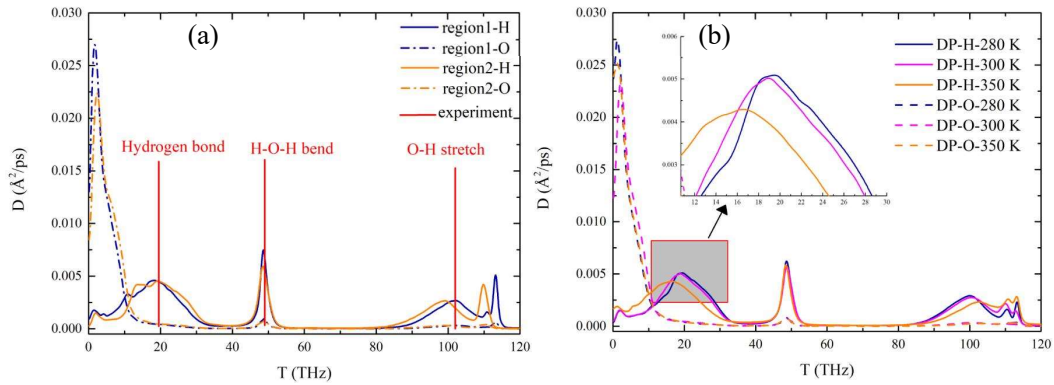 (a)
region1-H
region1-O
region2-H
region2-O
experiment
Hydrogen bond
H-O-H bend
O-H stretch
D (Å²/ps)
0.030
0.025
0.020
0.015
0.010
0.005
0.000
0 20 40 60 80 100 120
T (THz)
(b)
DP-H-280 K
DP-H-300 K
DP-H-350 K
DP-O-280 K
DP-O-300 K
DP-O-350 K
0.006
0.005
0.004
0.003
12 14 16 18 20 22 24 26 28 30
D (Å²/ps)
0.030
0.025
0.020
0.015
0.010
0.005
0.000
0 20 40 60 80 100 120
T (THz)